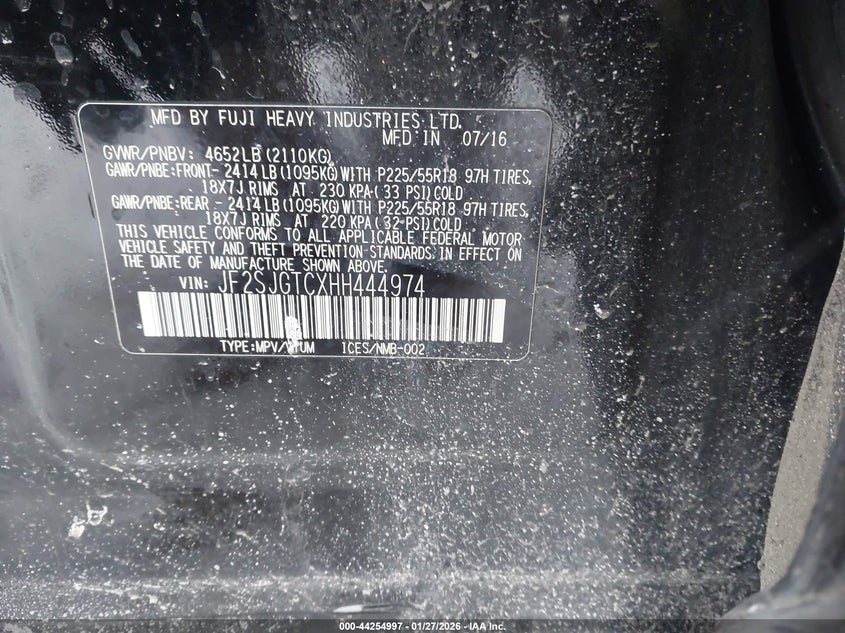 MFD BY FUJI HEAVY INDUSTRIES LTD.
MFD IN 07/16
GVWR/PNBV: 4652LB(2110KG)
GAWR/PNBE:FRONT- 2414 LB(1095KG)WITH P225/55R18 97H TIRES,
18X7J RIMS AT 230 KPA(33 PSI)COLD
GAWR/PNBE:REAR - 2414 LB(1095KG)WITH P225/55R18 97H TIRES,
18X7J RIMS AT 220 KPA(32-PSI)COLD
THIS VEHICLE CONFORMS TO ALL APPLICABLE FEDERAL MOTOR
VEHICLE SAFETY AND THEFT PREVENTION STANDARDS IN EFFECT ON
THE DATE OF MANUFACTURE SHOWN ABOVE.
VIN: JF2SJGTCXHH444974
TYPE:MPV/VTUM ICES/NMB-002
000-44254997 - 01/27/2026 - IAA Inc.